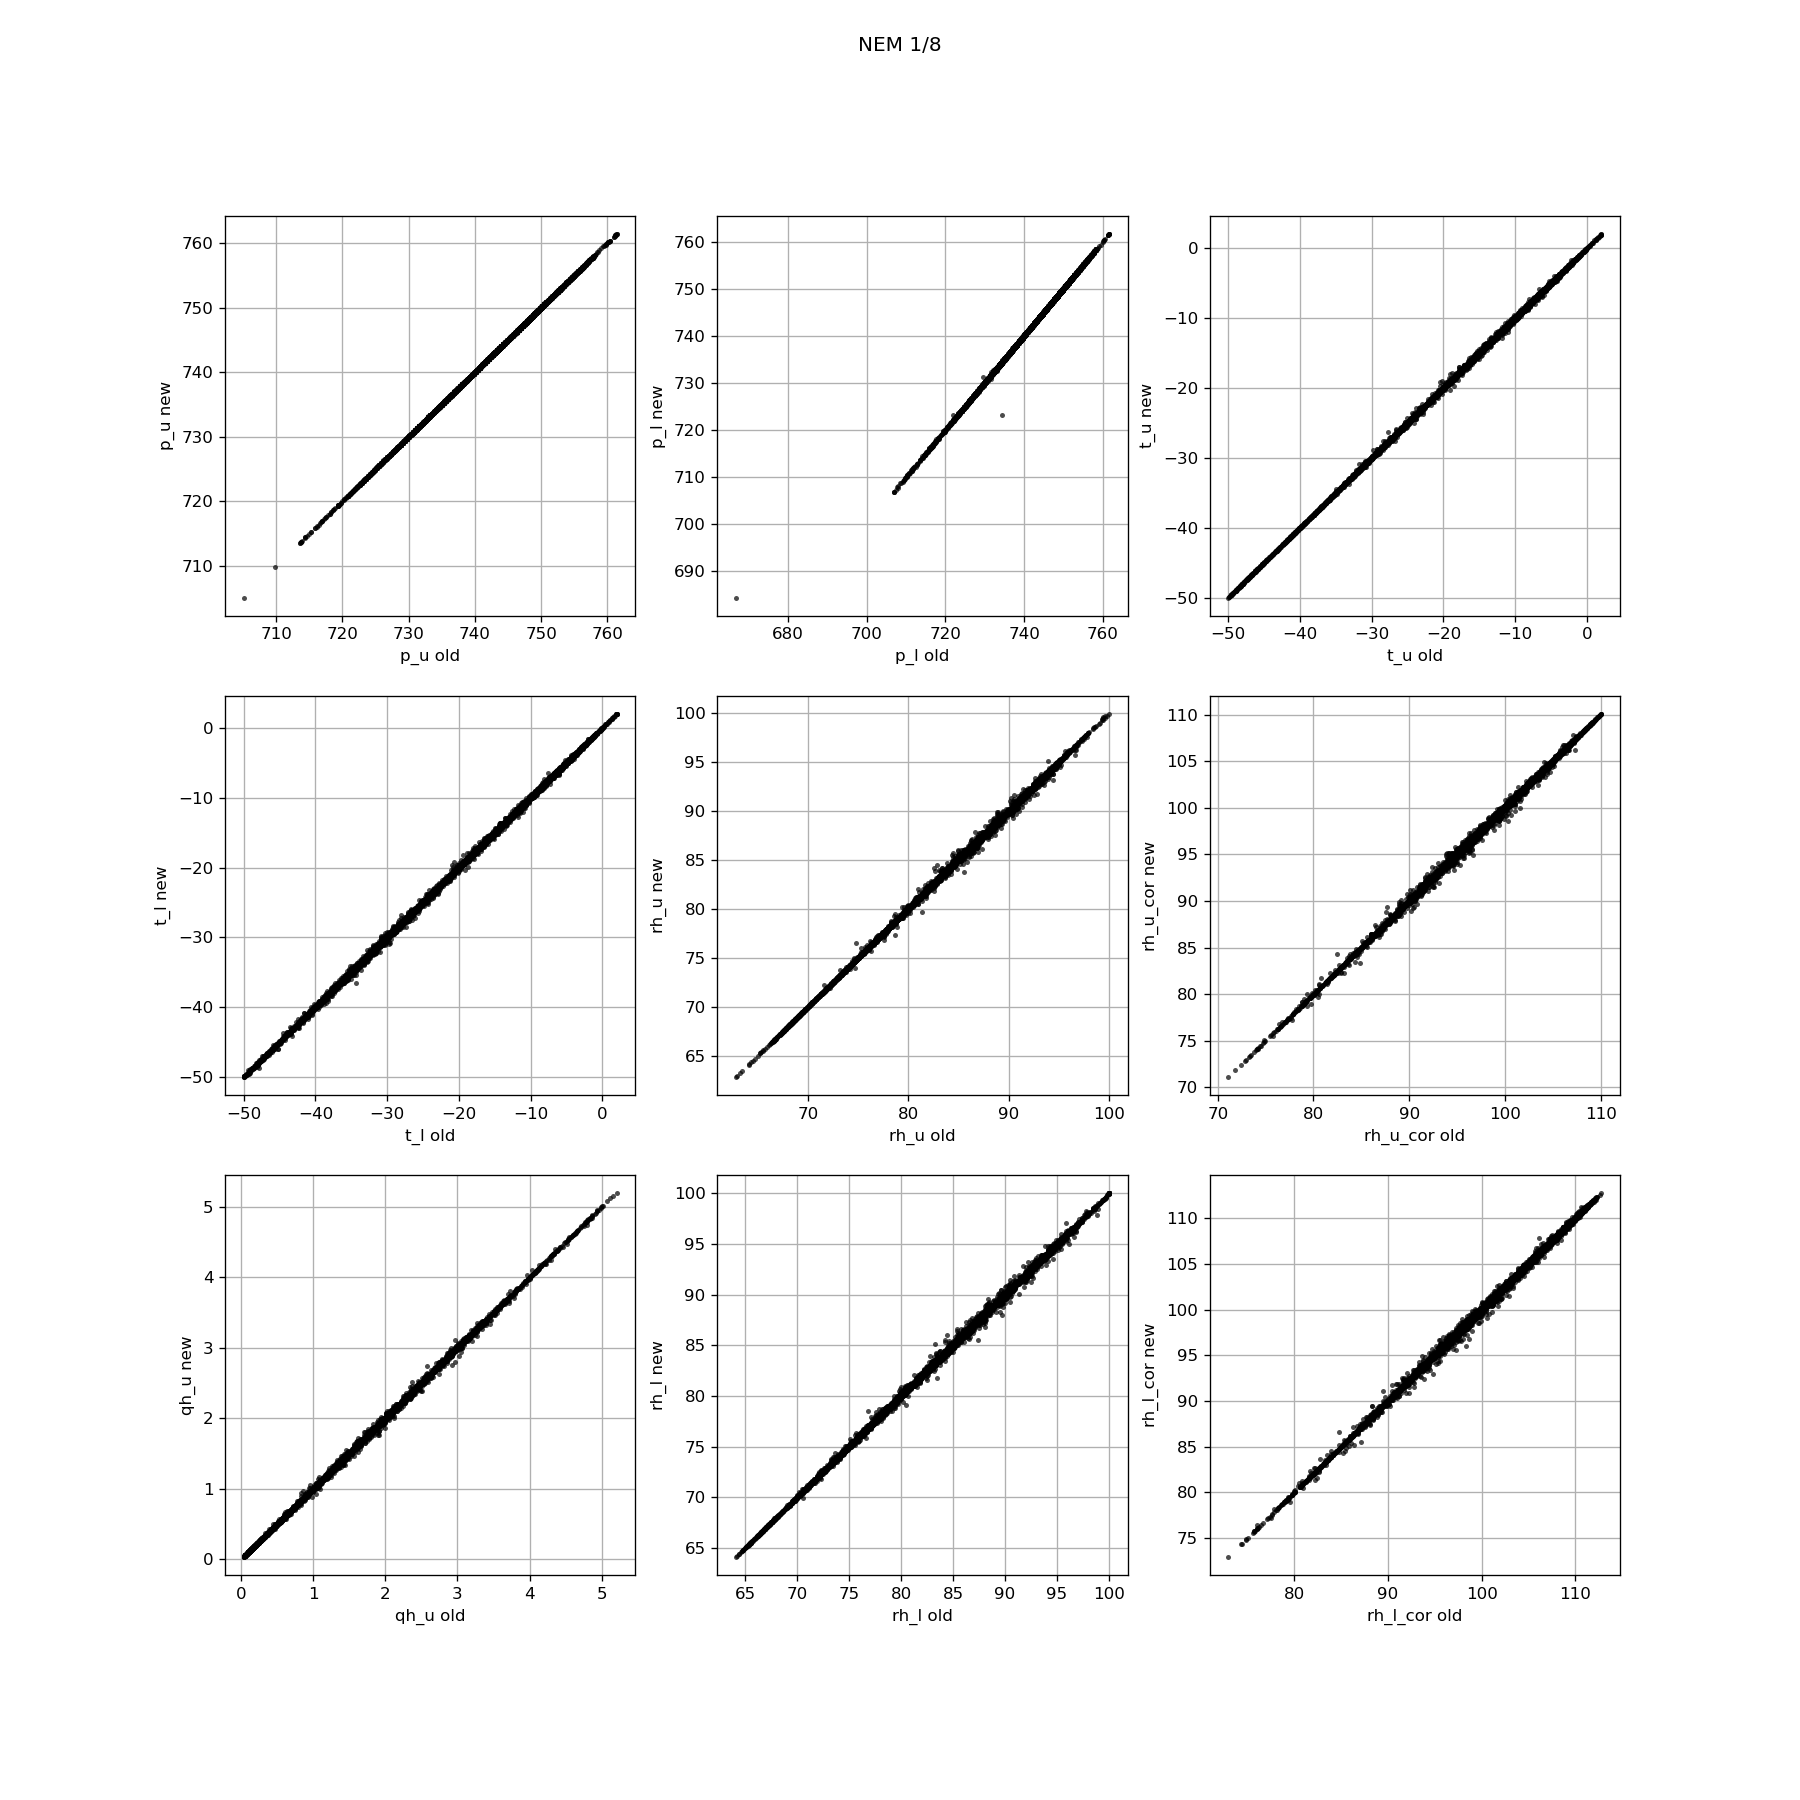 NEM 1/8
760
750
740
730
720
710
p_u new
710 720 730 740 750 760
p_u old
760
750
740
730
720
710
700
690
p_l new
680 700 720 740 760
p_l old
0
−10
−20
−30
−40
−50
t_u new
−50 −40 −30 −20 −10 0
t_u old
0
−10
−20
−30
−40
−50
t_l new
−50 −40 −30 −20 −10 0
t_l old
100
95
90
85
80
75
70
65
rh_u new
70 80 90 100
rh_u old
110
105
100
95
90
85
80
75
70
rh_u_cor new
70 80 90 100 110
rh_u_cor old
5
4
3
2
1
0
qh_u new
0 1 2 3 4 5
qh_u old
100
95
90
85
80
75
70
65
rh_l new
65 70 75 80 85 90 95 100
rh_l old
110
105
100
95
90
85
80
75
rh_l_cor new
80 90 100 110
rh_l_cor old